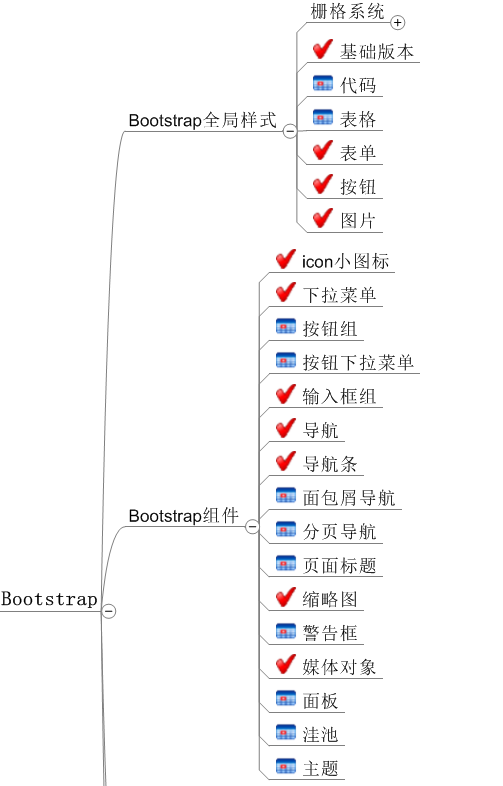 栅格系统
基础版本
代码
表格
Bootstrap全局样式
表单
按钮
图片
icon小图标
下拉菜单
按钮组
按钮下拉菜单
输入框组
导航
导航条
面包屑导航
Bootstrap组件
分页导航
页面标题
缩略图
Bootstrap
警告框
媒体对象
面板
洼池
主题